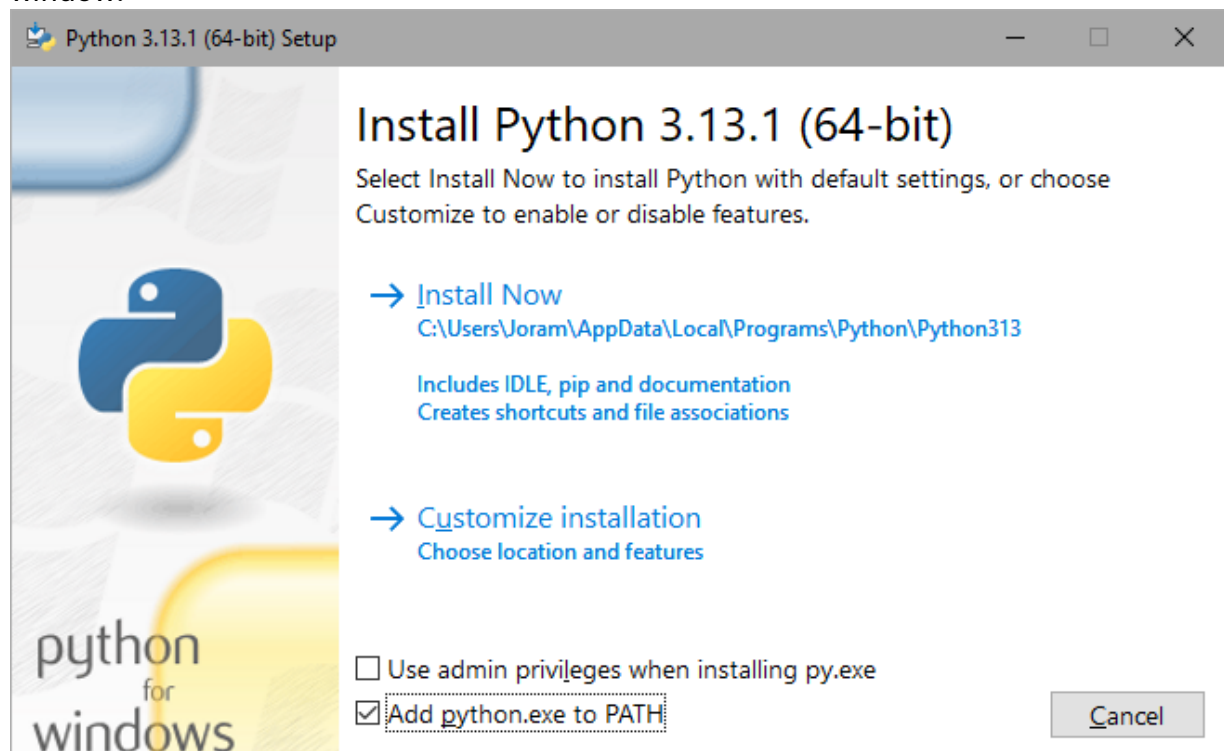 Python 3.13.1 (64-bit) Setup
Install Python 3.13.1 (64-bit)
Select Install Now to install Python with default settings, or choose
Customize to enable or disable features.
Install Now
C:\Users\Joram\AppData\Local\Programs\Python\Python313
Includes IDLE, pip and documentation
Creates shortcuts and file associations
Customize installation
Choose location and features
python
for
windows
Use admin privileges when installing py.exe
Add python.exe to PATH
Cancel